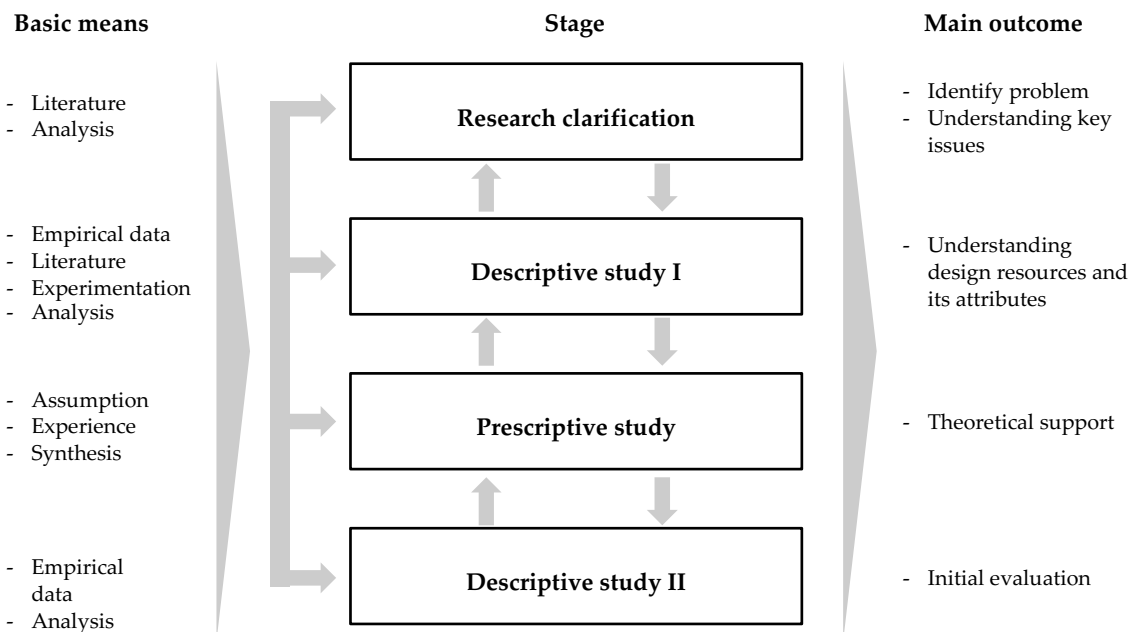 Basic means
Stage
Main outcome
- Literature
- Analysis
Research clarification
- Identify problem
- Understanding key
issues
- Empirical data
- Literature
- Experimentation
- Analysis
Descriptive study I
- Understanding
design resources and
its attributes
- Assumption
- Experience
- Synthesis
Prescriptive study
- Theoretical support
- Empirical
data
- Analysis
Descriptive study II
- Initial evaluation